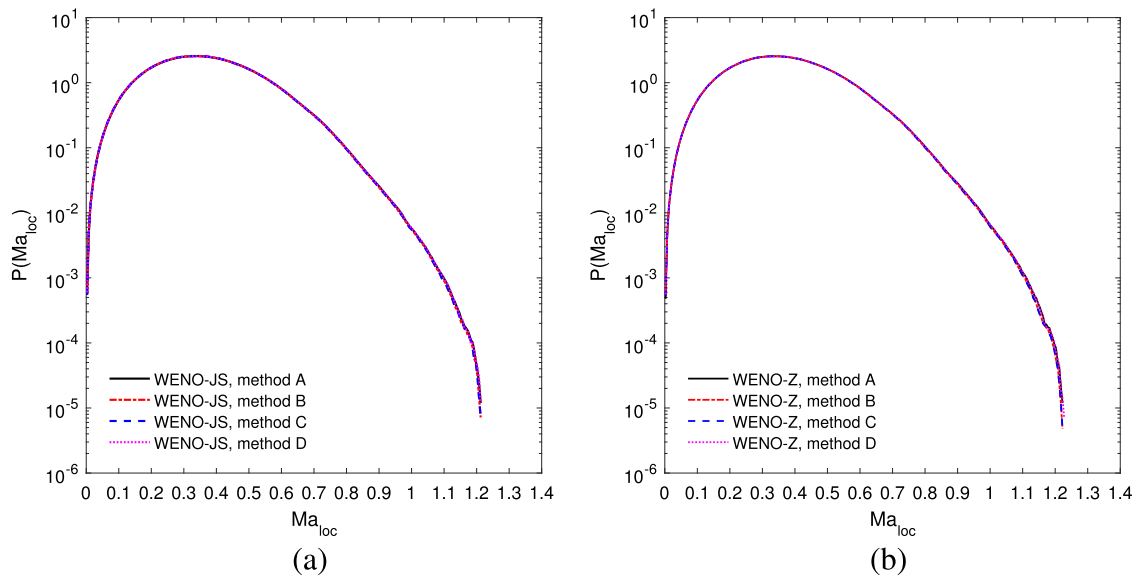 10^1
10^0
10^-1
10^-2
10^-3
10^-4
10^-5
10^-6
P(Ma_loc)
WENO-JS, method A
WENO-JS, method B
WENO-JS, method C
WENO-JS, method D
0 0.1 0.2 0.3 0.4 0.5 0.6 0.7 0.8 0.9 1 1.1 1.2 1.3 1.4
Ma_loc
(a)
10^1
10^0
10^-1
10^-2
10^-3
10^-4
10^-5
10^-6
P(Ma_loc)
WENO-Z, method A
WENO-Z, method B
WENO-Z, method C
WENO-Z, method D
0 0.1 0.2 0.3 0.4 0.5 0.6 0.7 0.8 0.9 1 1.1 1.2 1.3 1.4
Ma_loc
(b)